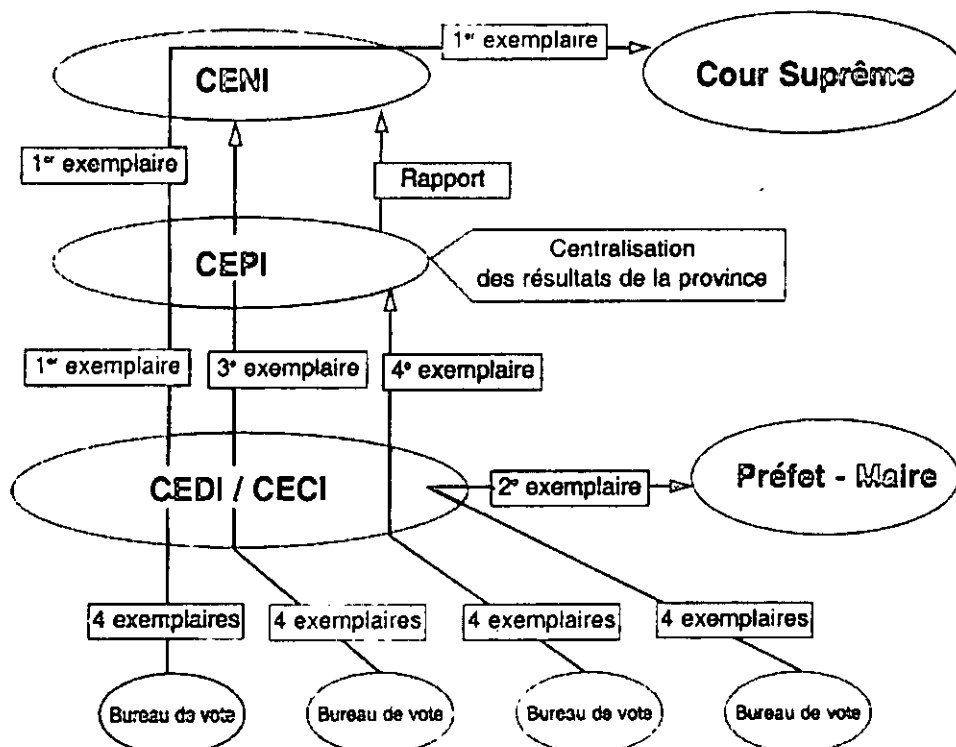 1er exemplaire
CENI
Cour Suprême
1er exemplaire
Rapport
CEPI
Centralisation
des résultats de la province
1er exemplaire
3e exemplaire
4e exemplaire
CEDI / CECI
2e exemplaire
Préfet - Maire
4 exemplaires
4 exemplaires
4 exemplaires
4 exemplaires
Bureau de vote
Bureau de vote
Bureau de vote
Bureau de vote